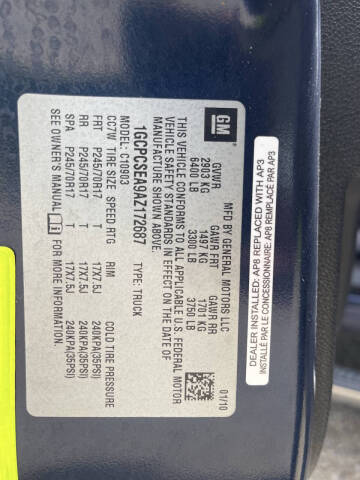 GM
MFD BY GENERAL MOTORS LLC 01/10
GVWR GAWR FRT GAWR RR
2903 KG 1497 KG 1701 KG
6400 LB 3300 LB 3750 LB
THIS VEHICLE CONFORMS TO ALL APPLICABLE U.S. FEDERAL MOTOR
VEHICLE SAFETY STANDARDS IN EFFECT ON THE DATE OF
MANUFACTURE SHOWN ABOVE.
1GCPCSEA9AZ172687 TYPE: TRUCK
MODEL: C10903
CC7W TIRE SIZE SPEED RTG RIM COLD TIRE PRESSURE
FRT P245/70R17 T 17X7.5J 240KPA(35PSI)
RR P245/70R17 T 17X7.5J 240KPA(35PSI)
SPA P245/70R17 T 17X7.5J 240KPA(35PSI)
SEE OWNERS MANUAL FOR MORE INFORMATION.
DEALER INSTALLED: AP8 REPLACED WITH AP3
INSTALLÉ PAR LE CONCESSIONNAIRE: AP8 REMPLACÉ PAR AP3